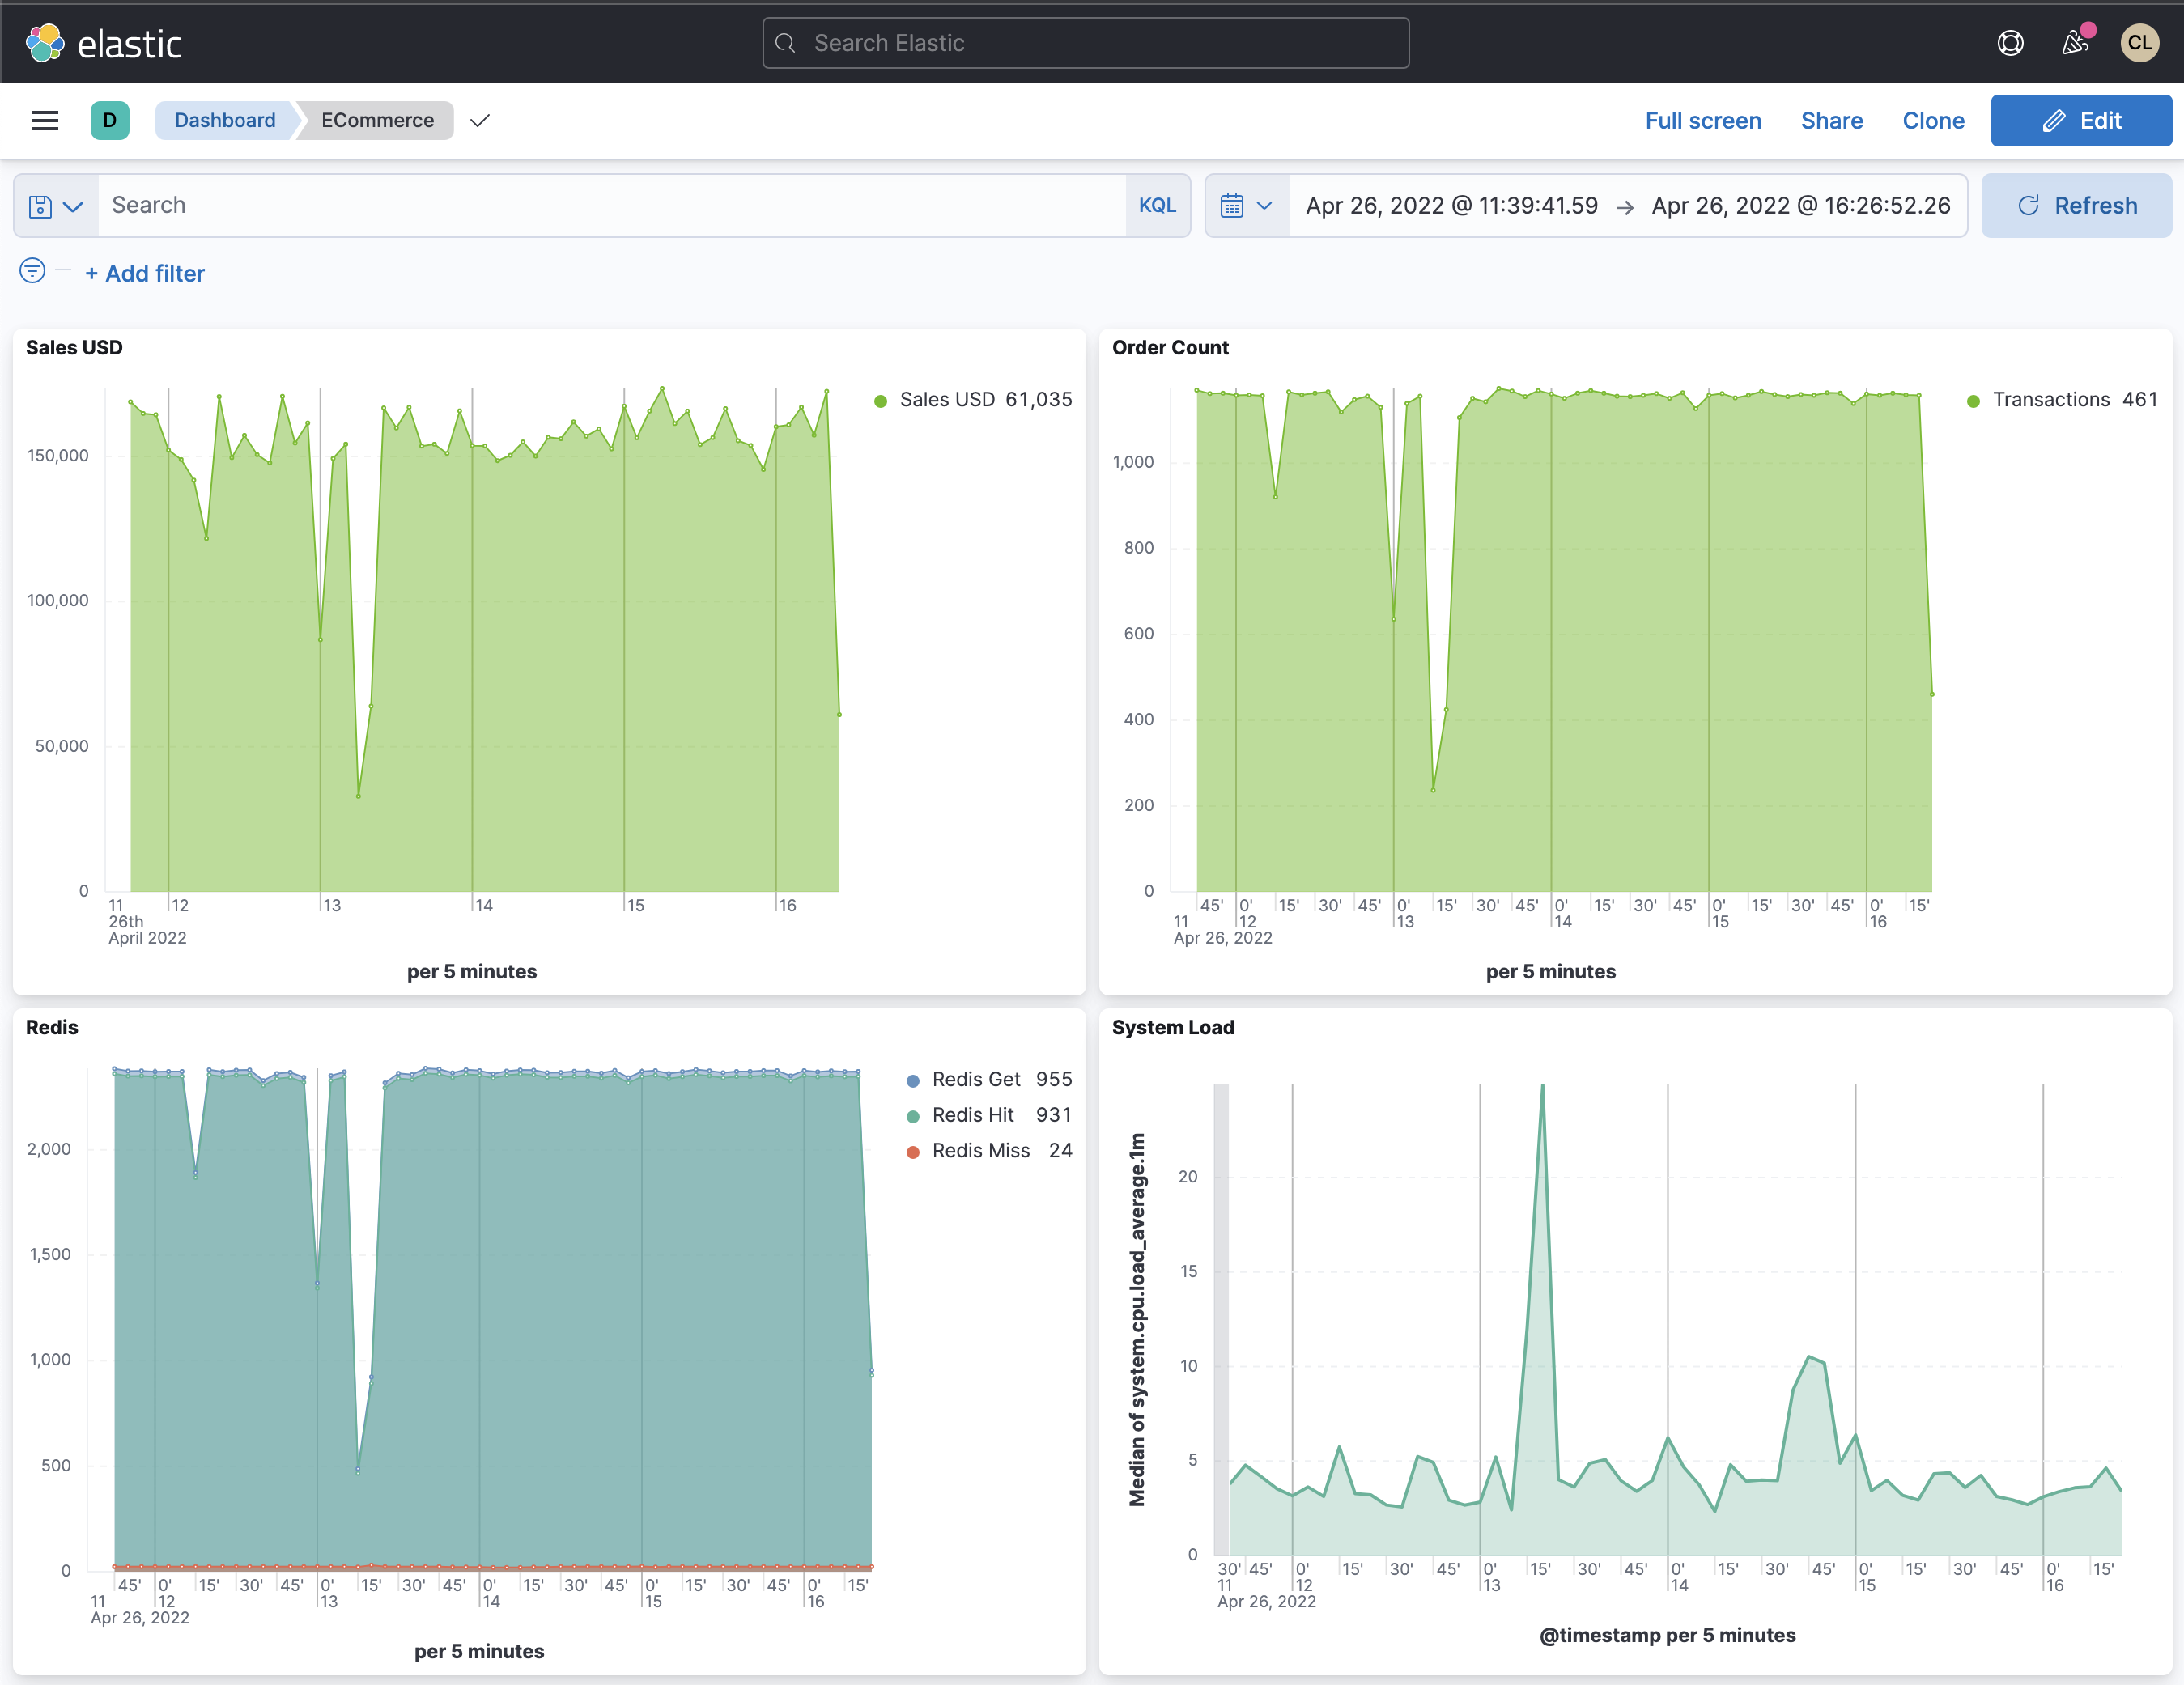 elastic
Search Elastic
CL
D
Dashboard
ECommerce
Full screen
Share
Clone
Edit
Search
KQL
Apr 26, 2022 @ 11:39:41.59 → Apr 26, 2022 @ 16:26:52.26
Refresh
+ Add filter
Sales USD
Sales USD 61,035
150,000
100,000
50,000
0
11 12 13 14 15 16
26th
April 2022
per 5 minutes
Order Count
Transactions 461
1,000
800
600
400
200
0
45' 0' 15' 30' 45' 0' 15' 30' 45' 0' 15' 30' 45' 0' 15' 30' 45' 0' 15'
11 12 13 14 15 16
Apr 26, 2022
per 5 minutes
Redis
Redis Get 955
Redis Hit 931
Redis Miss 24
2,000
1,500
1,000
500
0
45' 0' 15' 30' 45' 0' 15' 30' 45' 0' 15' 30' 45' 0' 15' 30' 45' 0' 15'
11 12 13 14 15 16
Apr 26, 2022
per 5 minutes
System Load
Median of system.cpu.load_average.1m
20
15
10
5
0
30' 45' 0' 15' 30' 45' 0' 15' 30' 45' 0' 15' 30' 45' 0' 15' 30' 45' 0' 15'
11 12 13 14 15 16
Apr 26, 2022
@timestamp per 5 minutes